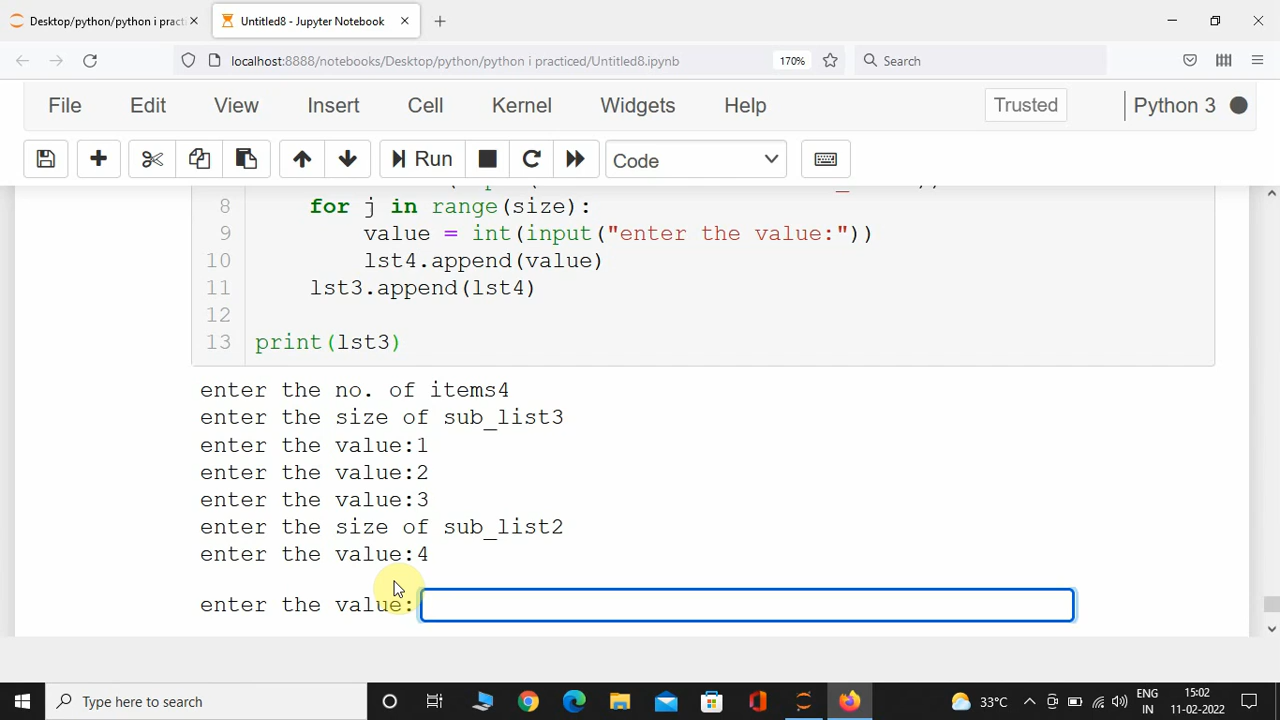 Desktop/python/python i practi
Untitled8 - Jupyter Notebook
localhost:8888/notebooks/Desktop/python/python i practiced/Untitled8.ipynb
170%
Search
File Edit View Insert Cell Kernel Widgets Help
Trusted
Python 3
Run
Code
8 for j in range(size):
9 value = int(input("enter the value:"))
10 lst4.append(value)
11 lst3.append(lst4)
12
13 print(lst3)
enter the no. of items4
enter the size of sub_list3
enter the value:1
enter the value:2
enter the value:3
enter the size of sub_list2
enter the value:4
enter the value:
Type here to search
33°C
ENG
IN
15:02
11-02-2022